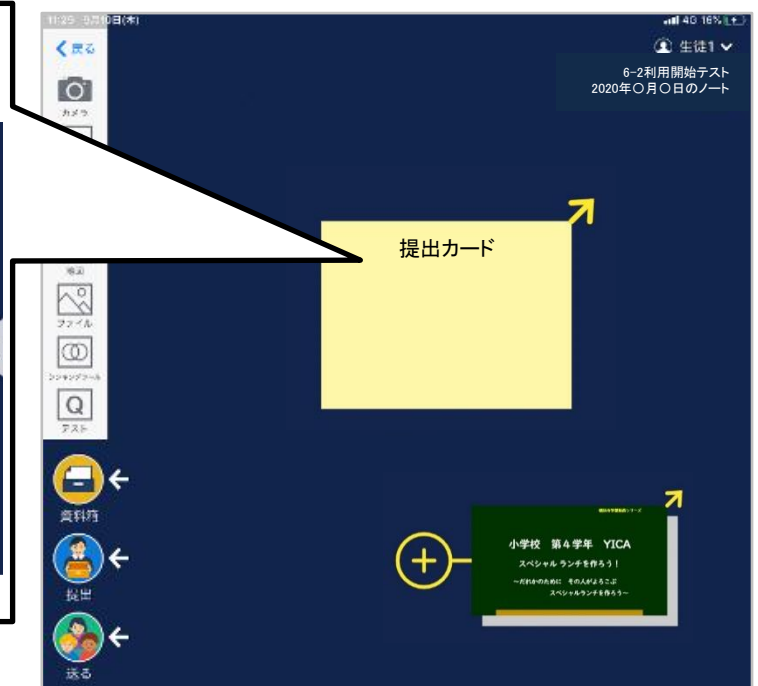 11:25 9月10日(木)
4G 16%
戻る
生徒1
6-2利用開始テスト
2020年〇月〇日のノート
カメラ
提出カード
地図
ファイル
シンキングツール
Q
テスト
資料箱
提出
送る
小学校 第4学年 YICA
スペシャル ランチを作ろう!
~だれかのために その人がよろこぶ
スペシャルランチを作ろう~